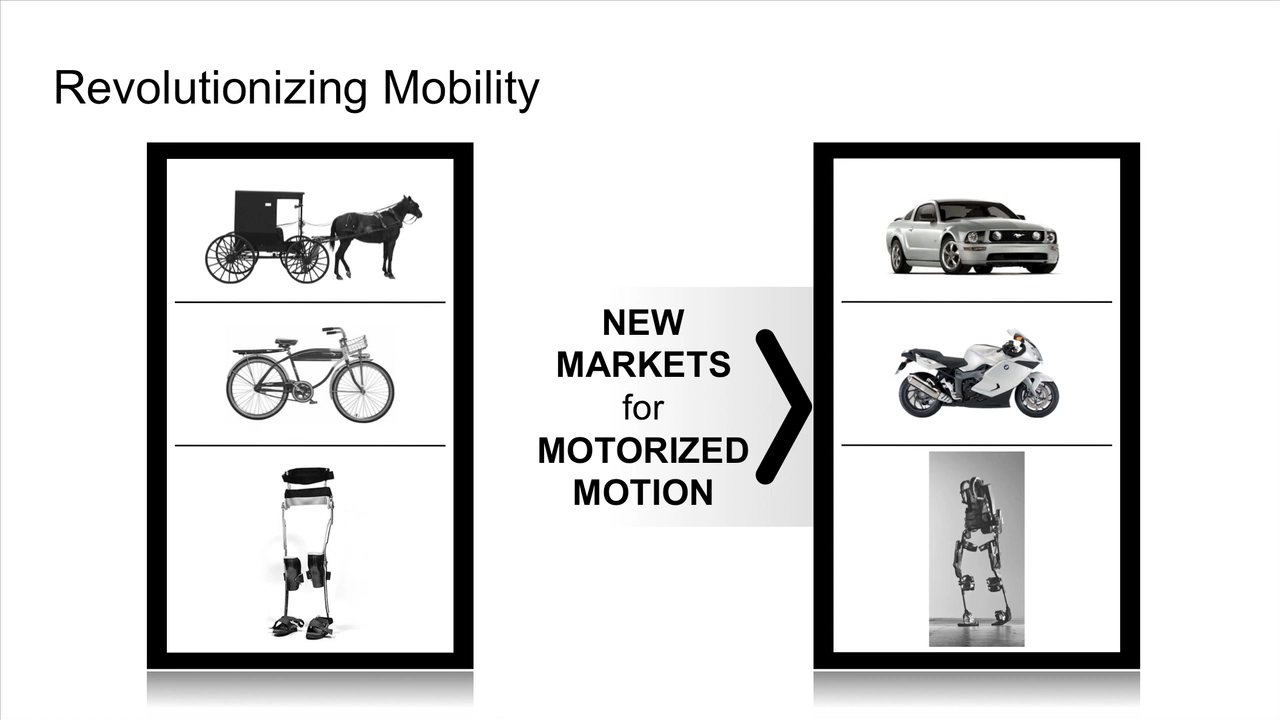 Revolutionizing Mobility
NEW
MARKETS
for
MOTORIZED
MOTION